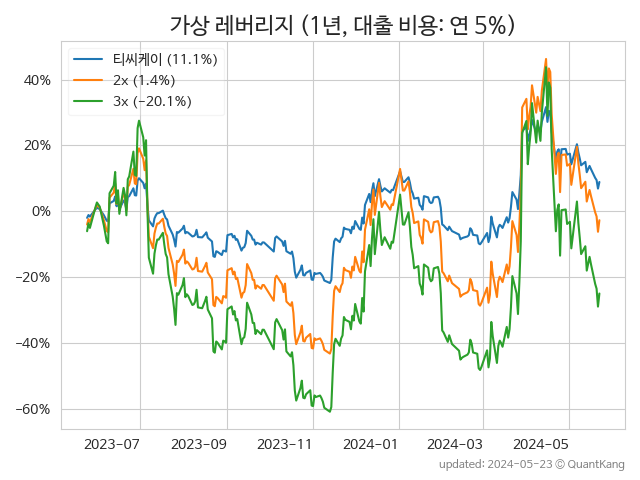 가상 레버리지 (1년, 대출 비용: 연 5%)
티씨케이 (11.1%)
2x (1.4%)
3x (−20.1%)
40%
20%
0%
−20%
−40%
−60%
2023−07
2023−09
2023−11
2024−01
2024−03
2024−05
updated: 2024-05-23 © QuantKang